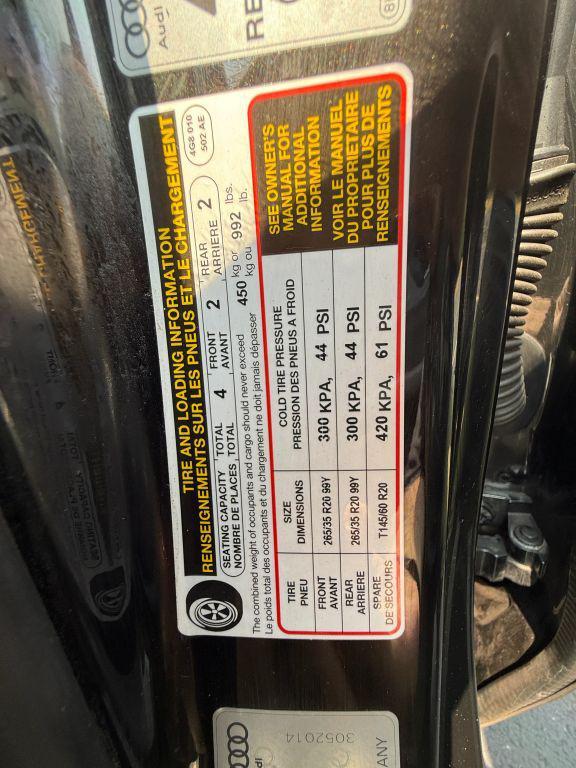 Audi
RE
TIRE AND LOADING INFORMATION
RENSEIGNEMENTS SUR LES PNEUS ET LE CHARGEMENT
4G8 010
502 AE
SEATING CAPACITY TOTAL 4 FRONT 2 REAR 2
NOMBRE DE PLACES TOTAL AVANT ARRIERE
The combined weight of occupants and cargo should never exceed 450 kg or 992 lbs.
Le poids total des occupants et du chargement ne doit jamais dépasser kg ou lb.
TIRE SIZE COLD TIRE PRESSURE
PNEU DIMENSIONS PRESSION DES PNEUS A FROID
FRONT 265/35 R20 99Y 300 KPA, 44 PSI
AVANT
REAR 265/35 R20 99Y 300 KPA, 44 PSI
ARRIERE
SPARE T145/60 R20 420 KPA, 61 PSI
DE SECOURS
SEE OWNER'S
MANUAL FOR
ADDITIONAL
INFORMATION
VOIR LE MANUEL
DU PROPRIETAIRE
POUR PLUS DE
RENSEIGNEMENTS
3052014
ANY